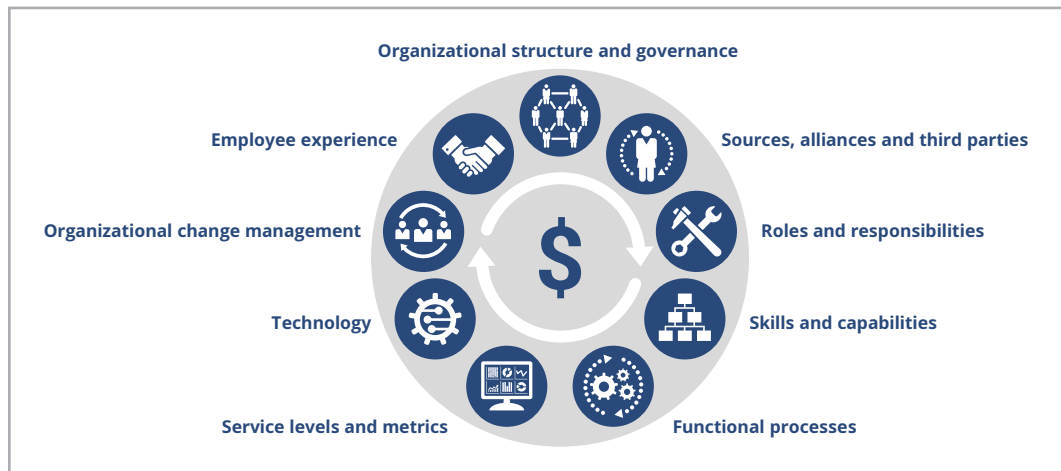 Organizational structure and governance
Employee experience
Sources, alliances and third parties
Organizational change management
Roles and responsibilities
$
Technology
Skills and capabilities
Service levels and metrics
Functional processes